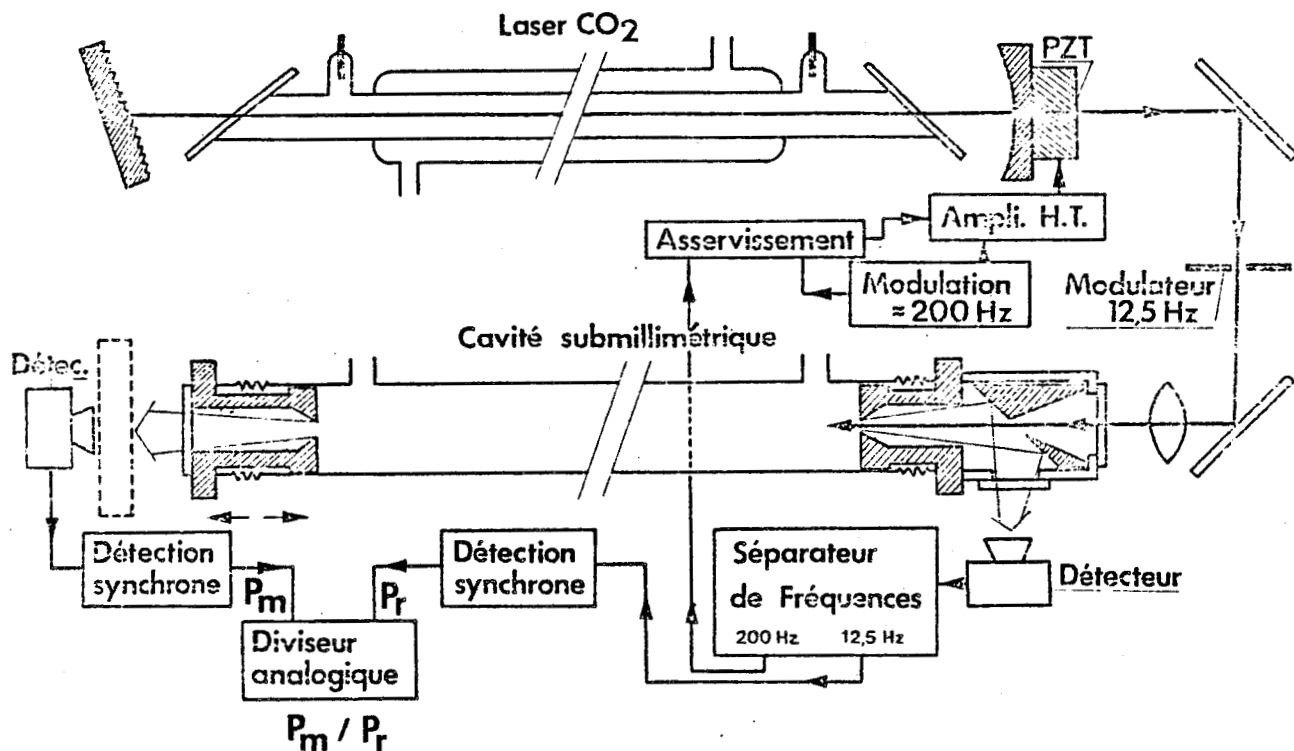 Laser CO2
PZT
Ampli. H.T.
Asservissement
Modulation
≈ 200 Hz
Modulateur
12,5 Hz
Cavité submillimétrique
Détec.
Détection
synchrone
Pm
Pr
Détection
synchrone
Séparateur
de Fréquences
200 Hz 12,5 Hz
Détecteur
Diviseur
analogique
Pm / Pr